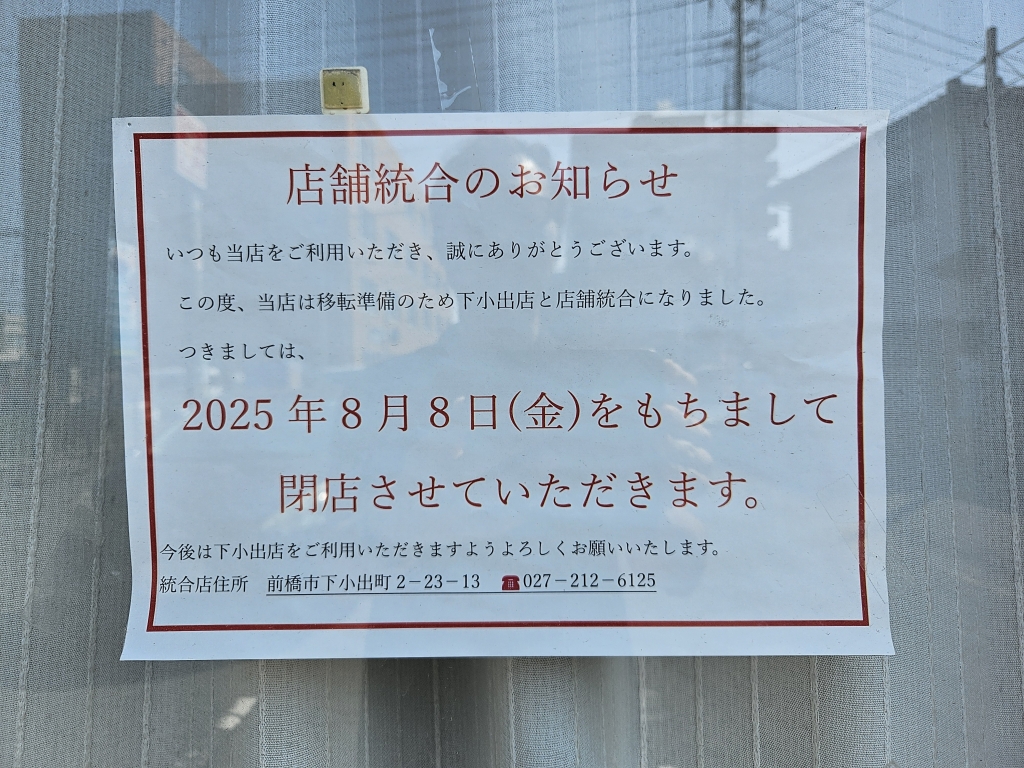 店舗統合のお知らせ
いつも当店をご利用いただき、誠にありがとうございます。
この度、当店は移転準備のため下小出店と店舗統合になりました。
つきましては、
2025年8月8日(金)をもちまして
閉店させていただきます。
今後は下小出店をご利用いただきますようよろしくお願いいたします。
統合店住所　前橋市下小出町2−23−13　☎027−212−6125